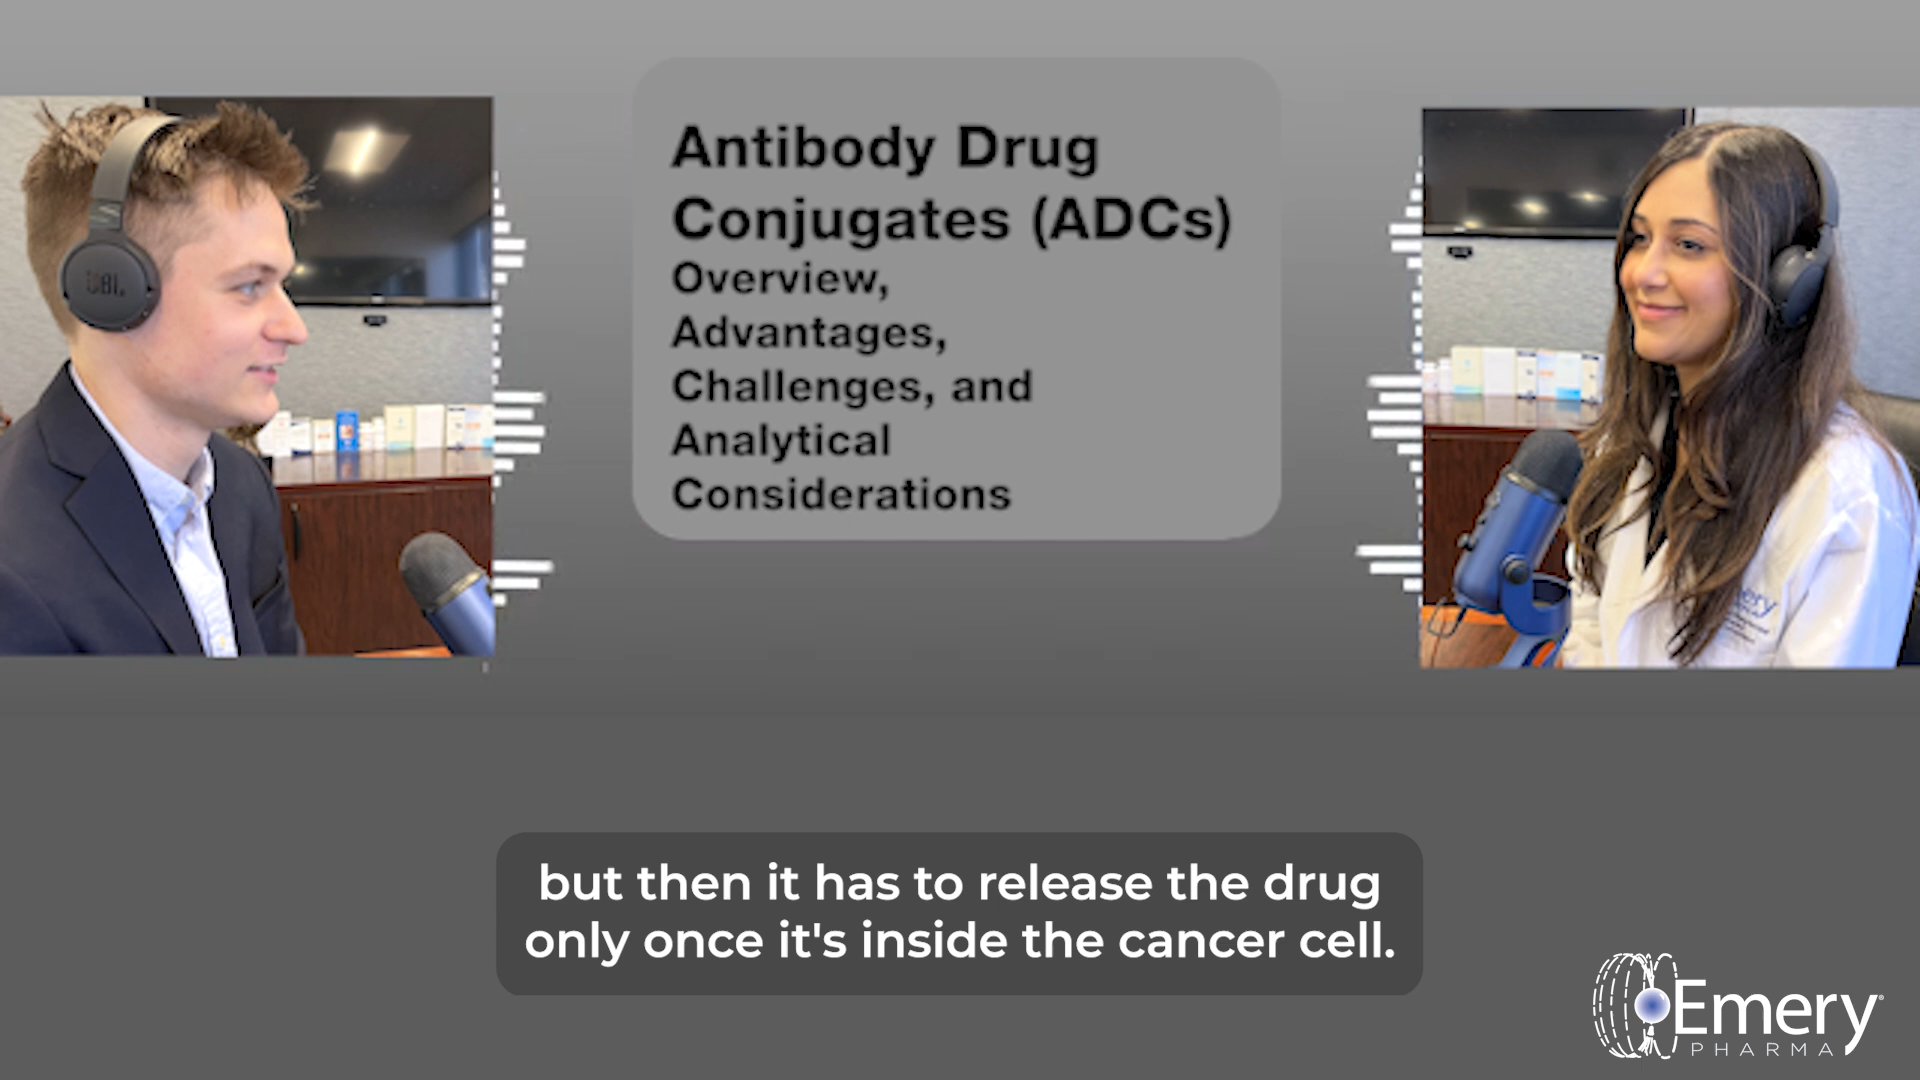 Antibody Drug
Conjugates (ADCs)
Overview,
Advantages,
Challenges, and
Analytical
Considerations
JBL
but then it has to release the drug
only once it's inside the cancer cell.
Emery
PHARMA